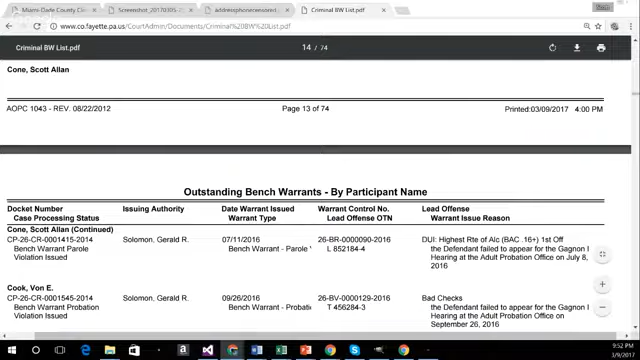 Miami-Dade County Cle
Screenshot_20170305-
addressphonecensored
Criminal BW List.pdf
www.co.fayette.pa.us/CourtAdmin/Documents/Criminal%20BW%20List.pdf
Criminal BW List.pdf 14 / 74
Cone, Scott Allan
AOPC 1043 - REV. 08/22/2012 Page 13 of 74 Printed:03/09/2017 4:00 PM
Outstanding Bench Warrants - By Participant Name
Docket Number Issuing Authority Date Warrant Issued Warrant Control No. Lead Offense
Case Processing Status Warrant Type Lead Offense OTN Warrant Issue Reason
Cone, Scott Allan (Continued)
CP-26-CR-0001415-2014 Solomon, Gerald R. 07/11/2016 26-BR-0000090-2016 DUI: Highest Rte of Alc (BAC .16+) 1st Off
Bench Warrant Parole Bench Warrant - Parole L 852184-4 the Defendant failed to appear for the Gagnon I
Violation Issued Hearing at the Adult Probation Office on July 8,
2016
Cook, Von E.
CP-26-CR-0001545-2014 Solomon, Gerald R. 09/26/2016 26-BV-0000129-2016 Bad Checks
Bench Warrant Probation Bench Warrant - Probati T 456284-3 the defendant failed to appear for the Gagnon I
Violation Issued Hearing at the Adult Probation Office on
September 26, 2016
9:52 PM
3/9/2017